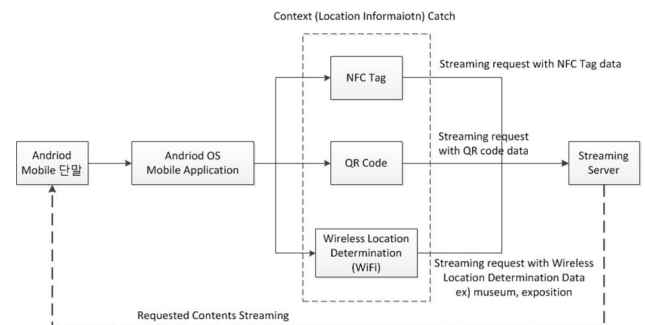 Context (Location Informaiotn) Catch
NFC Tag
Streaming request with NFC Tag data
Andriod
Mobile 단말
Andriod OS
Mobile Application
QR Code
Streaming request
with QR code data
Streaming
Server
Wireless Location
Determination
(WiFi)
Streaming request with Wireless
Location Determination Data
ex) museum, exposition
Requested Contents Streaming